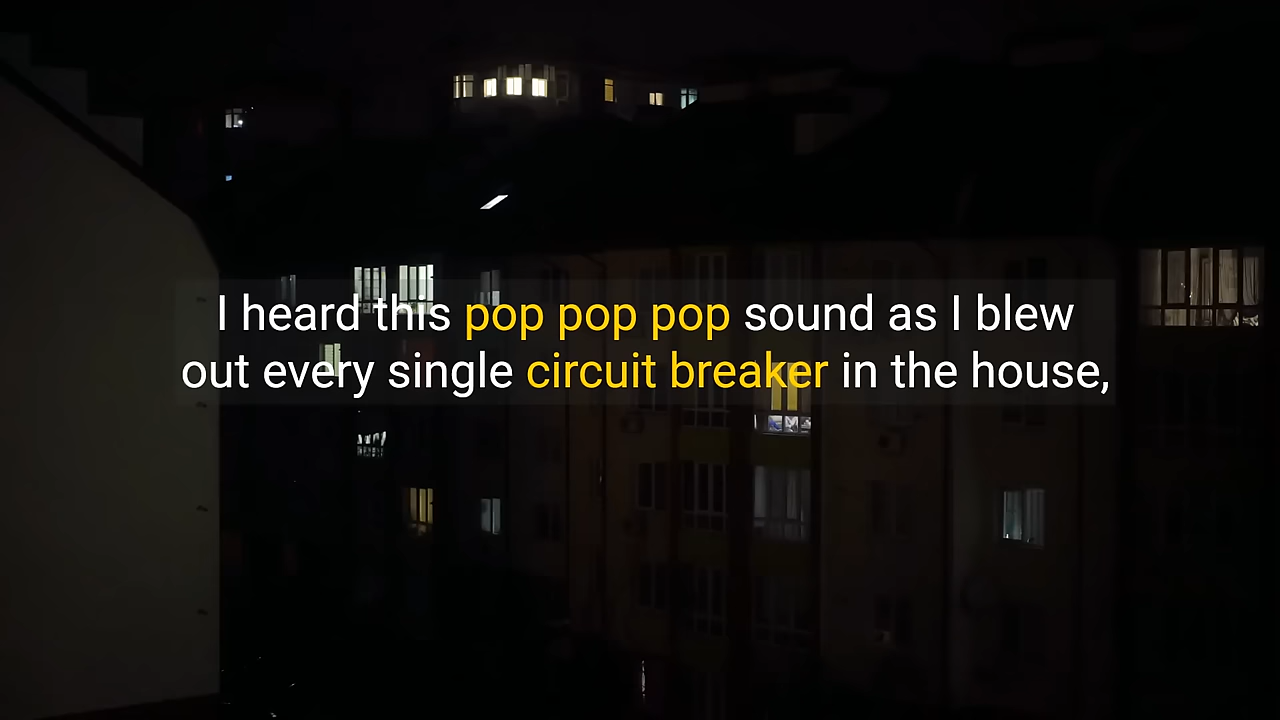 I heard this pop pop pop sound as I blew
out every single circuit breaker in the house,